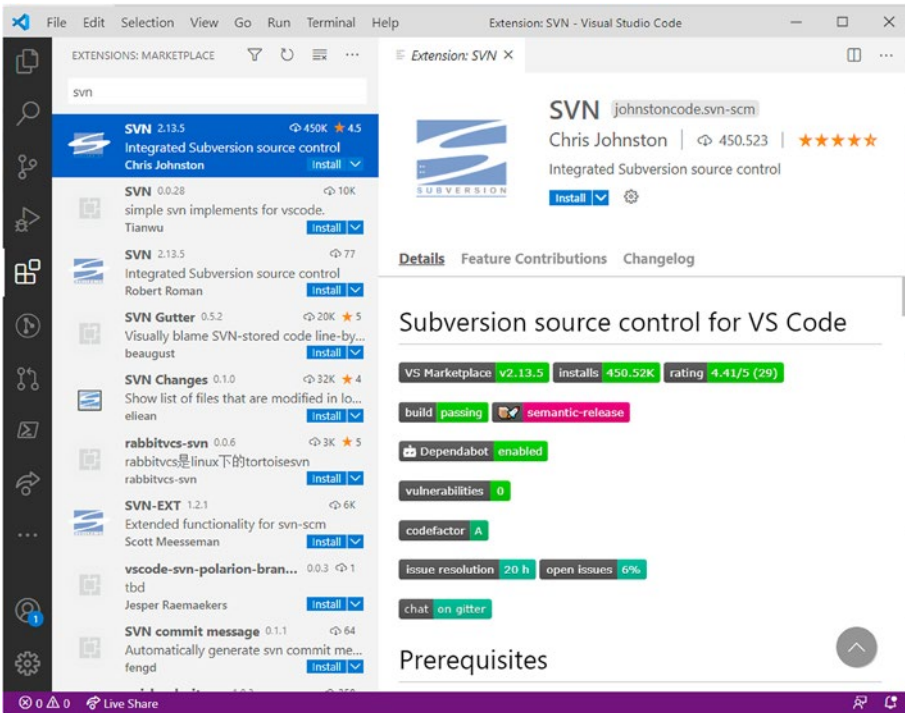 File Edit Selection View Go Run Terminal Help Extension: SVN - Visual Studio Code
EXTENSIONS: MARKETPLACE
svn
SVN 2.13.5 450K 4.5
Integrated Subversion source control
Chris Johnston Install
SVN 0.0.28 10K
simple svn implements for vscode.
Tianwu Install
SVN 2.13.5 77
Integrated Subversion source control
Robert Roman Install
SVN Gutter 0.5.2 20K 5
Visually blame SVN-stored code line-by...
beaugust Install
SVN Changes 0.1.0 32K 4
Show list of files that are modified in lo...
eliean Install
rabbitvcs-svn 0.0.6 3K 5
rabbitvcs是linux下的tortoisesvn
rabbitvcs-svn Install
SVN-EXT 1.2.1 6K
Extended functionality for svn-scm
Scott Meesseman Install
vscode-svn-polarion-bran... 0.0.3 1
tbd
Jesper Raemaekers Install
SVN commit message 0.1.1 64
Automatically generate svn commit me...
fengd Install
Extension: SVN
SUBVERSION
SVN johnstoncode.svn-scm
Chris Johnston 450.523
Integrated Subversion source control
Install
Details Feature Contributions Changelog
Subversion source control for VS Code
VS Marketplace v2.13.5 installs 450.52K rating 4.41/5 (29)
build passing semantic-release
Dependabot enabled
vulnerabilities 0
codefactor A
issue resolution 20 h open issues 6%
chat on gitter
Prerequisites
1
0 0 Live Share